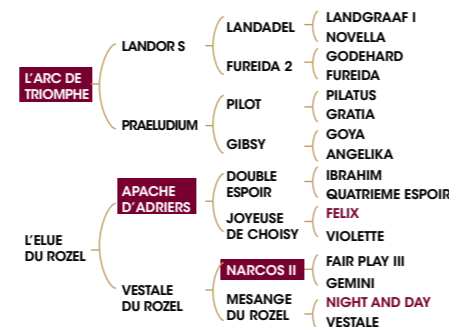 LANDGRAAF I
LANDADEL
NOVELLA
LANDOR S
GODEHARD
FUREIDA 2
FUREIDA
L'ARC DE
TRIOMPHE
PILATUS
PILOT
GRATIA
PRAELUDIUM
GOYA
GIBSY
ANGELIKA
DOUBLE
ESPOIR
IBRAHIM
QUATRIEME ESPOIR
APACHE
D'ADRIERS
FELIX
JOYEUSE
DE CHOISY
VIOLETTE
L'ELUE
DU ROZEL
FAIR PLAY III
NARCOS II
GEMINI
VESTALE
DU ROZEL
NIGHT AND DAY
MESANGE
DU ROZEL
VESTALE